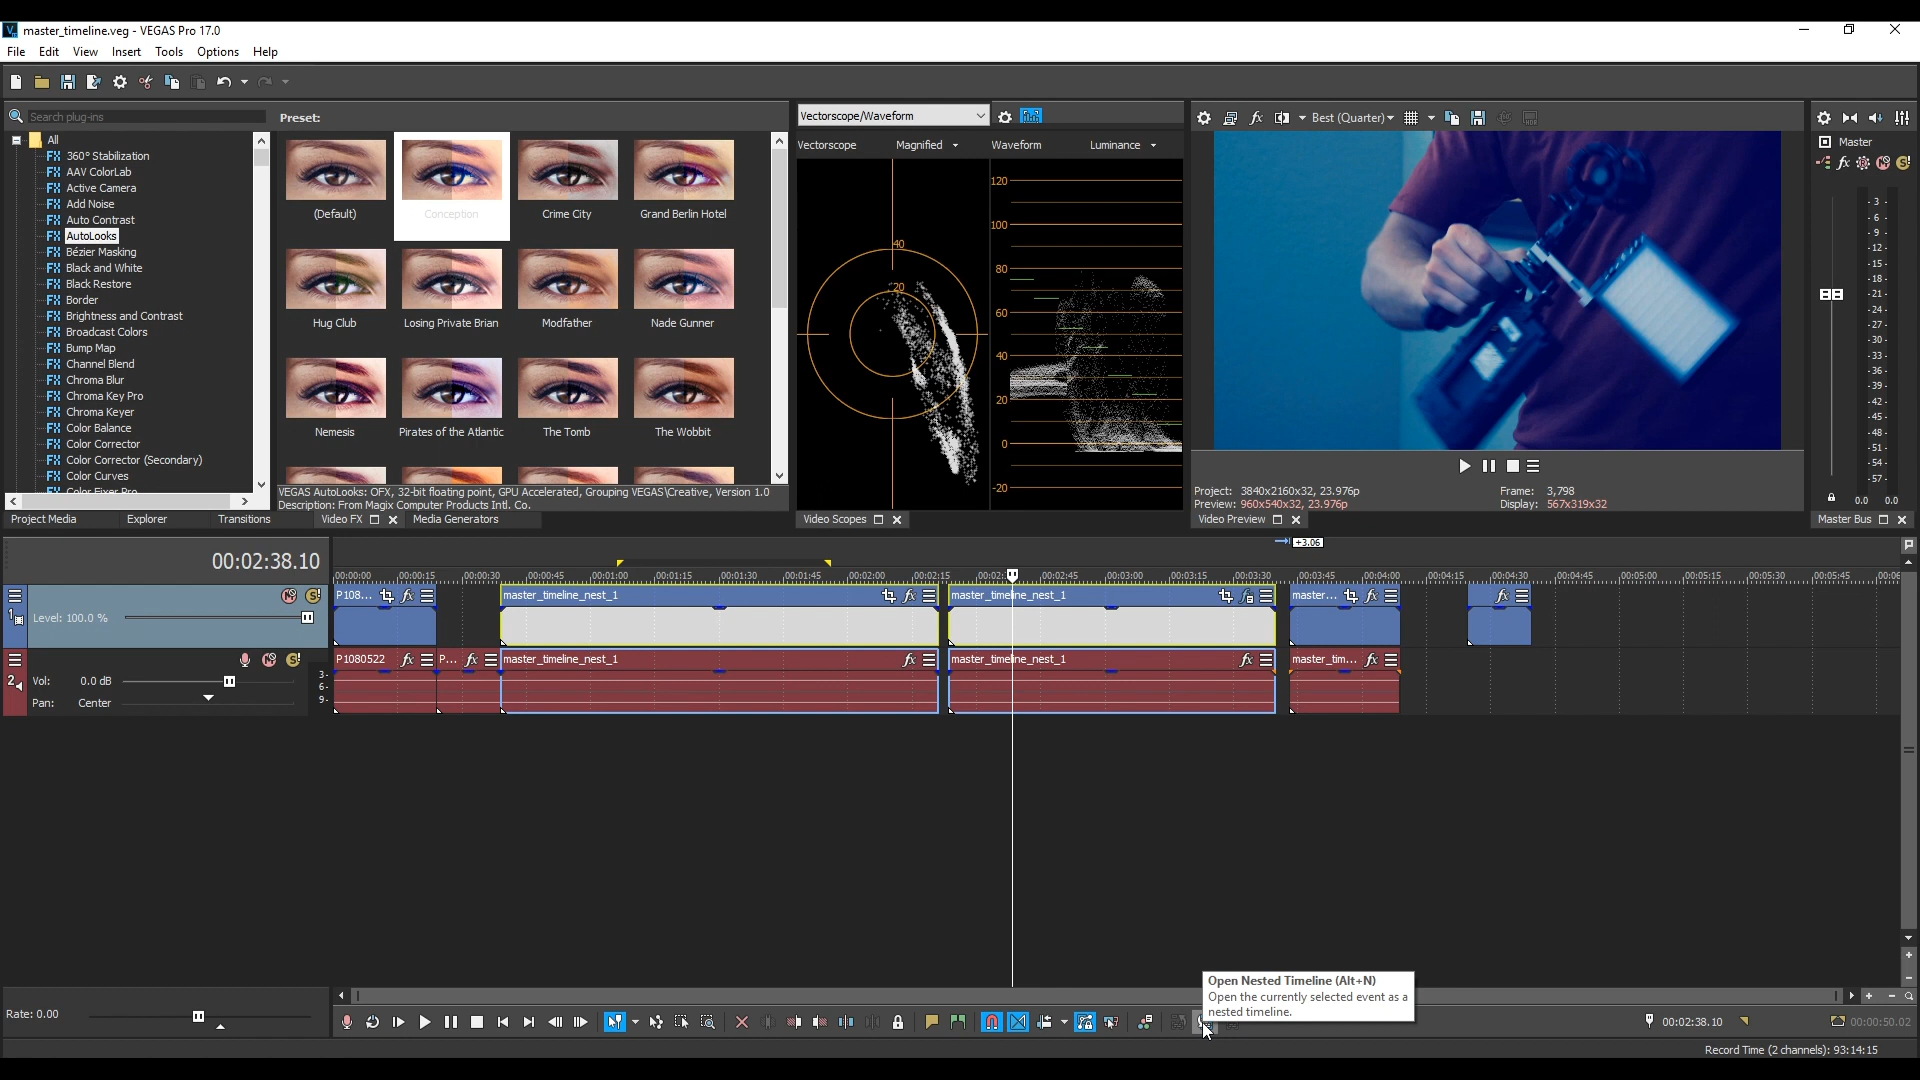 master_timeline.veg - VEGAS Pro 17.0
File Edit View Insert Tools Options Help
Search plug-ins
Preset:
All
360° Stabilization
AAV ColorLab
Active Camera
Add Noise
Auto Contrast
AutoLooks
Bézier Masking
Black and White
Black Restore
Border
Brightness and Contrast
Broadcast Colors
Bump Map
Channel Blend
Chroma Blur
Chroma Key Pro
Chroma Keyer
Color Balance
Color Corrector
Color Corrector (Secondary)
Color Curves
Color Fixer Pro
(Default) Conception Crime City Grand Berlin Hotel
Hug Club Losing Private Brian Modfather Nade Gunner
Nemesis Pirates of the Atlantic The Tomb The Wobbit
VEGAS AutoLooks: OFX, 32-bit floating point, GPU Accelerated, Grouping VEGAS\Creative, Version 1.0
Description: From Magix Computer Products Intl. Co.
Project Media Explorer Transitions Video FX Media Generators
Vectorscope/Waveform
Vectorscope Magnified Waveform Luminance
40
20
120
100
80
60
40
20
0
-20
Video Scopes
Best (Quarter)
Project: 3840x2160x32, 23.976p
Preview: 960x540x32, 23.976p
Frame: 3,798
Display: 567x319x32
Video Preview
Master
- 3 -
- 6 -
- 9 -
-12-
-15-
-18-
-21-
-24-
-27-
-30-
-33-
-36-
-39-
-42-
-45-
-48-
-51-
-54-
-57-
0.0 0.0
Master Bus
+3.06
00:02:38.10
00:00:00 00:00:15 00:00:30 00:00:45 00:01:00 00:01:15 00:01:30 00:01:45 00:02:00 00:02:15 00:02: 00:02:45 00:03:00 00:03:15 00:03:30 00:03:45 00:04:00 00:04:15 00:04:30 00:04:45 00:05:00 00:05:15 00:05:30 00:05:45 00:06
1
Level: 100.0 %
P108... master_timeline_nest_1 master_timeline_nest_1 master...
2
Vol: 0.0 dB
Pan: Center
3-
6-
9-
P1080522 P... master_timeline_nest_1 master_timeline_nest_1 master_tim...
Open Nested Timeline (Alt+N)
Open the currently selected event as a
nested timeline.
Rate: 0.00
00:02:38.10
00:00:50.02
Record Time (2 channels): 93:14:15